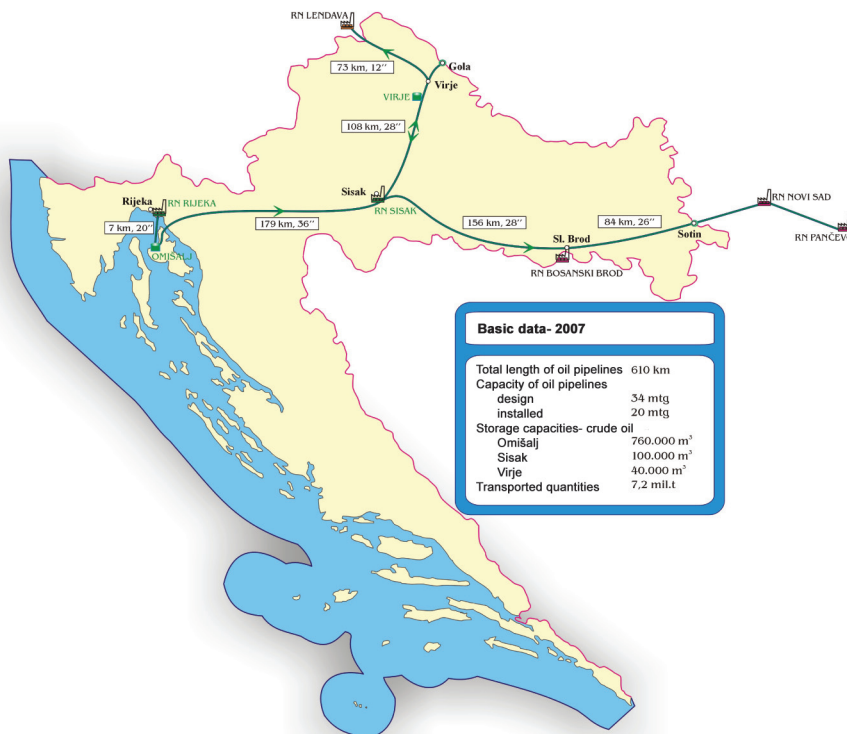 RN LENDAVA
73 km, 12’’
Gola
Virje
VIRJE
108 km, 28’’
Sisak
RN SISAK
Rijeka
RN RIJEKA
7 km, 20’’
OMIŠALJ
179 km, 36’’
156 km, 28’’
Sl. Brod
RN BOSANSKI BROD
84 km, 26’’
Sotin
RN NOVI SAD
RN PANČEVO
Basic data- 2007
Total length of oil pipelines 610 km
Capacity of oil pipelines
design 34 mtg
installed 20 mtg
Storage capacities- crude oil
Omišalj 760.000 m³
Sisak 100.000 m³
Virje 40.000 m³
Transported quantities 7,2 mil.t